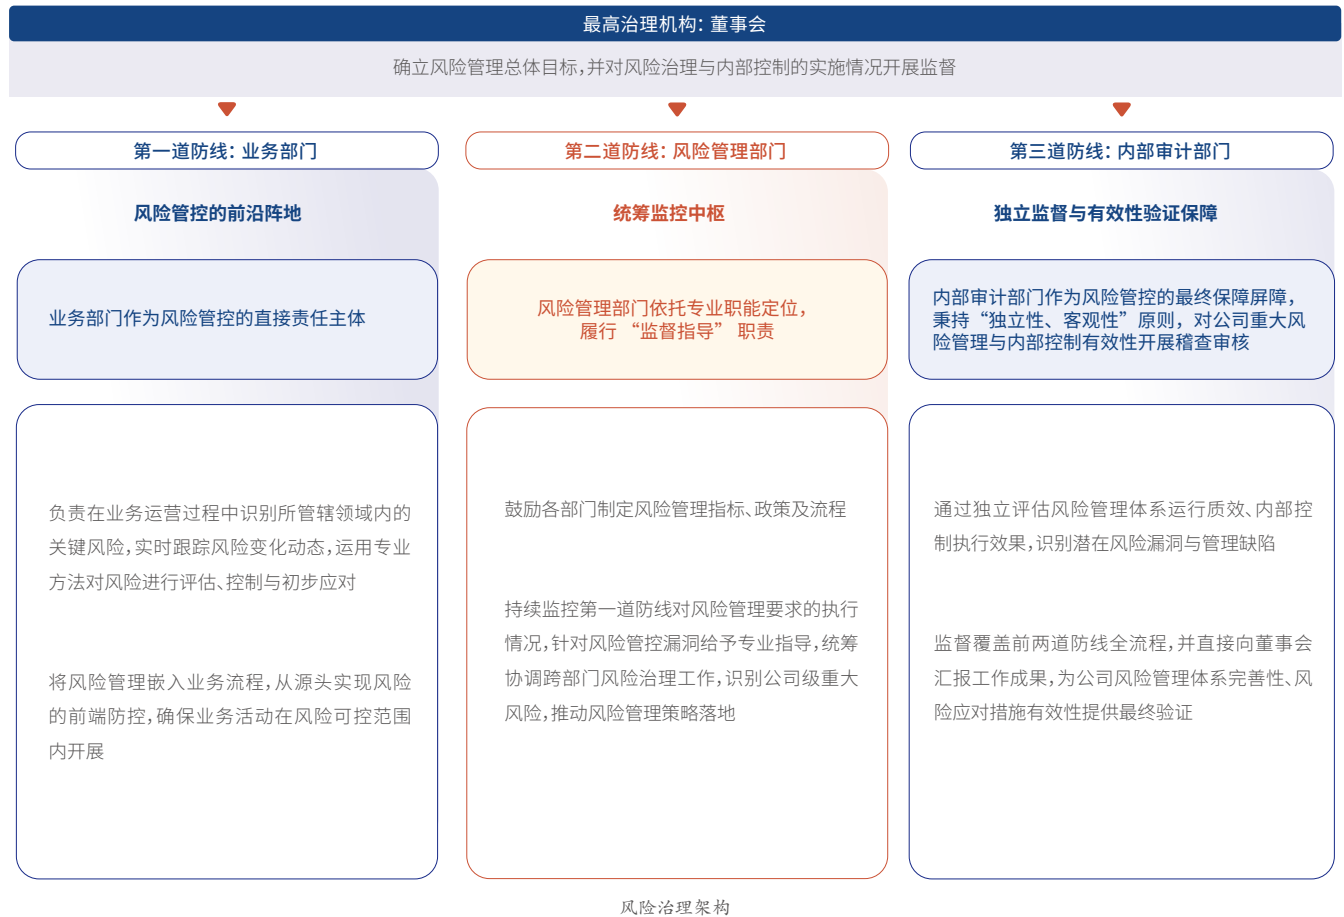 最高治理机构：董事会
确立风险管理总体目标，并对风险治理与内部控制的实施情况开展监督
第一道防线：业务部门
风险管控的前沿阵地
业务部门作为风险管控的直接责任主体
负责在业务运营过程中识别所管辖领域内的
关键风险，实时跟踪风险变化动态，运用专业
方法对风险进行评估、控制与初步应对
将风险管理嵌入业务流程，从源头实现风险
的前端防控，确保业务活动在风险可控范围
内开展
第二道防线：风险管理部门
统筹监控中枢
风险管理部门依托专业职能定位，
履行 “监督指导” 职责
鼓励各部门制定风险管理指标、政策及流程
持续监控第一道防线对风险管理要求的执行
情况，针对风险管控漏洞给予专业指导，统筹
协调跨部门风险治理工作，识别公司级重大
风险，推动风险管理策略落地
第三道防线：内部审计部门
独立监督与有效性验证保障
内部审计部门作为风险管控的最终保障屏障，
秉持 “独立性、客观性” 原则，对公司重大风
险管理与内部控制有效性开展稽查审核
通过独立评估风险管理体系运行质效、内部控
制执行效果，识别潜在风险漏洞与管理缺陷
监督覆盖前两道防线全流程，并直接向董事会
汇报工作成果，为公司风险管理体系完善性、风
险应对措施有效性提供最终验证
风险治理架构